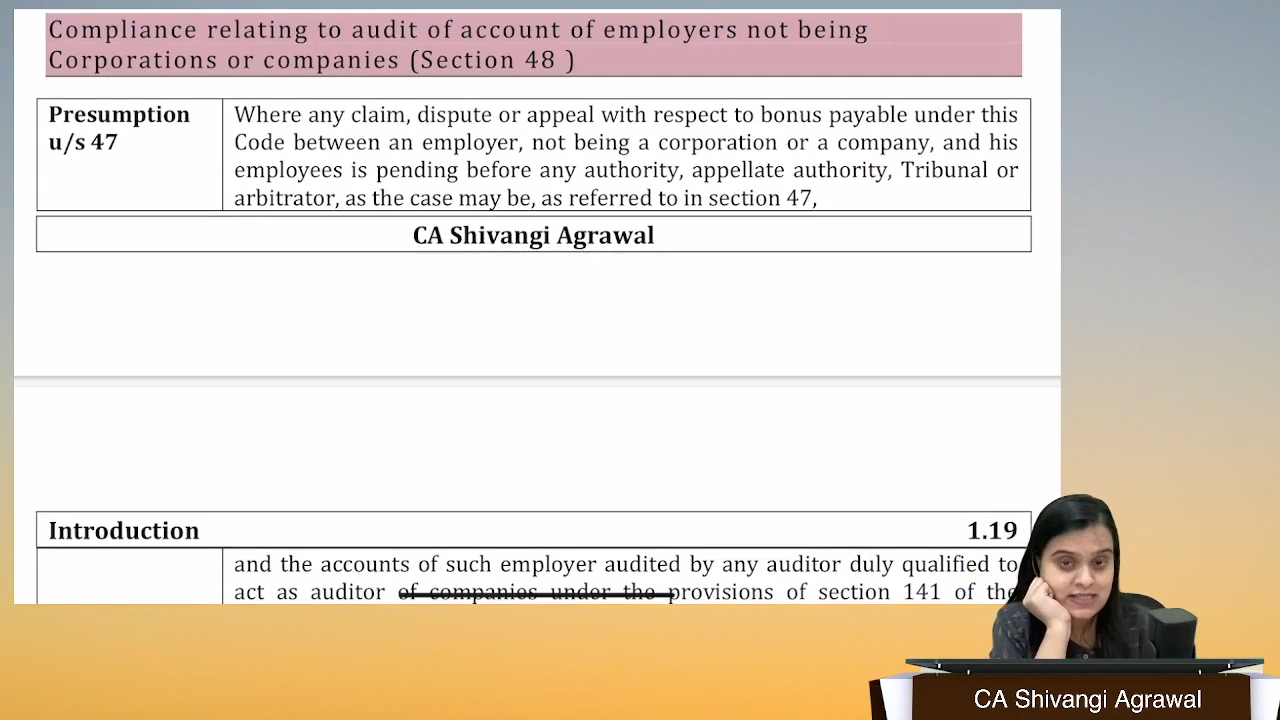 Compliance relating to audit of account of employers not being
Corporations or companies (Section 48 )
Presumption
u/s 47
Where any claim, dispute or appeal with respect to bonus payable under this
Code between an employer, not being a corporation or a company, and his
employees is pending before any authority, appellate authority, Tribunal or
arbitrator, as the case may be, as referred to in section 47,
CA Shivangi Agrawal
Introduction 1.19
and the accounts of such employer audited by any auditor duly qualified to
act as auditor of companies under the provisions of section 141 of the
CA Shivangi Agrawal